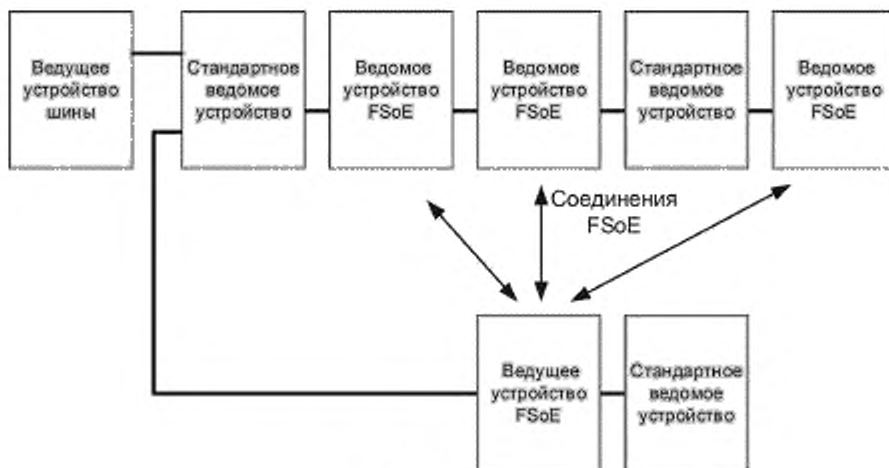 Ведущее
устройство
шины
Стандартное
ведомое
устройство
Ведомое
устройство
FSoE
Ведомое
устройство
FSoE
Стандартное
ведомое
устройство
Ведомое
устройство
FSoE
Соединения
FSoE
Ведущее
устройство
FSoE
Стандартное
ведомое
устройство